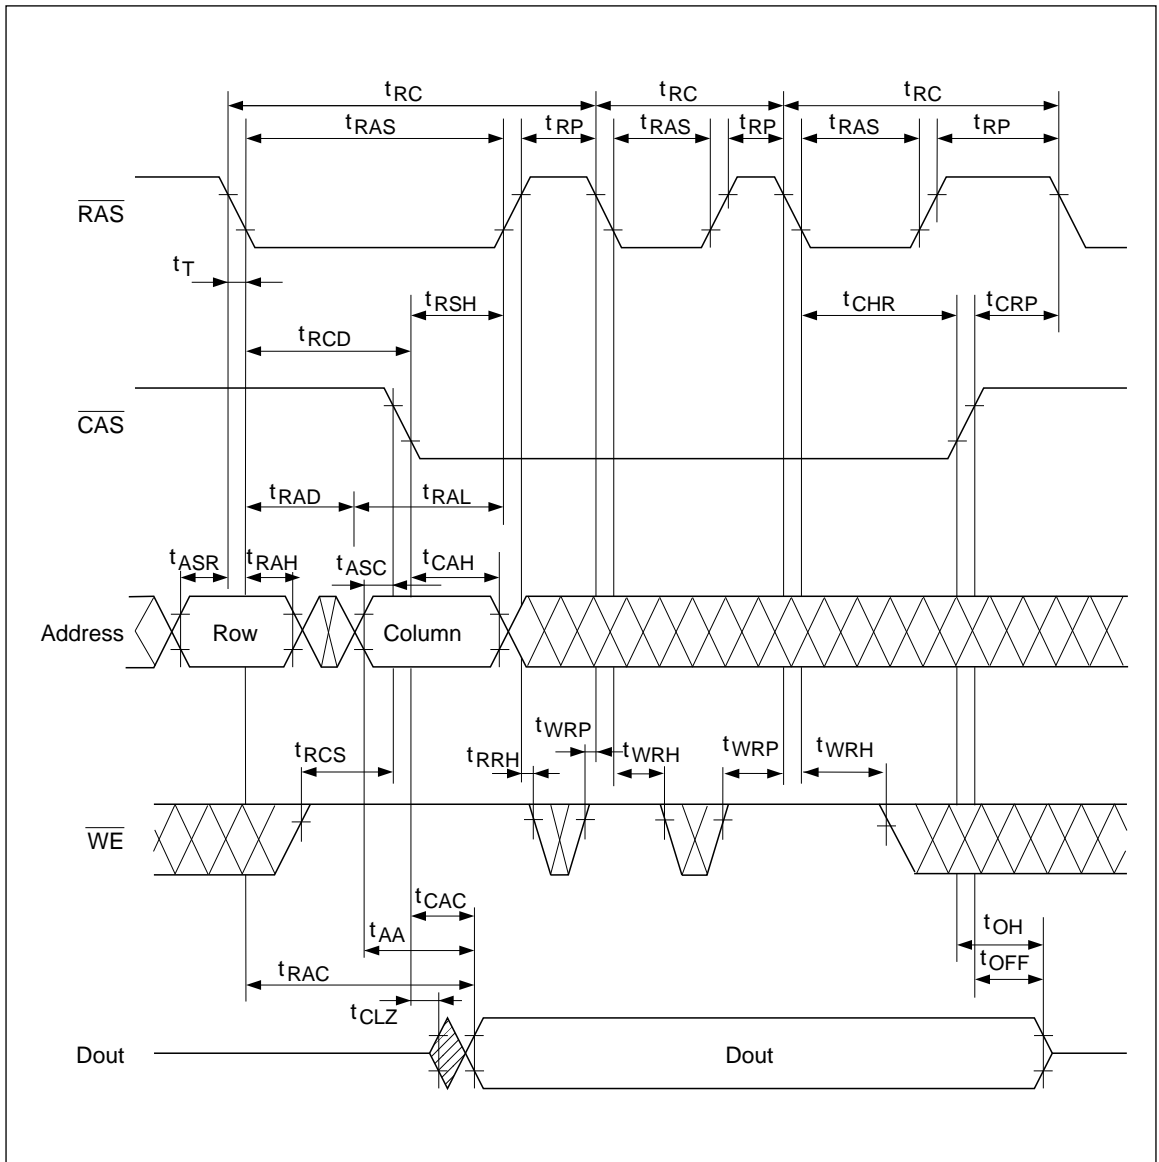 tRC tRC tRC
tRAS tRP tRAS tRP tRAS tRP
RAS
tT
tRSH tCHR tCRP
tRCD
CAS
tRAD tRAL
tASR tRAH tASC tCAH
Address Row Column
tWRP
tRCS tRRH tWRH tWRP tWRH
WE
tCAC
tAA tOH
tRAC tOFF
tCLZ
Dout Dout